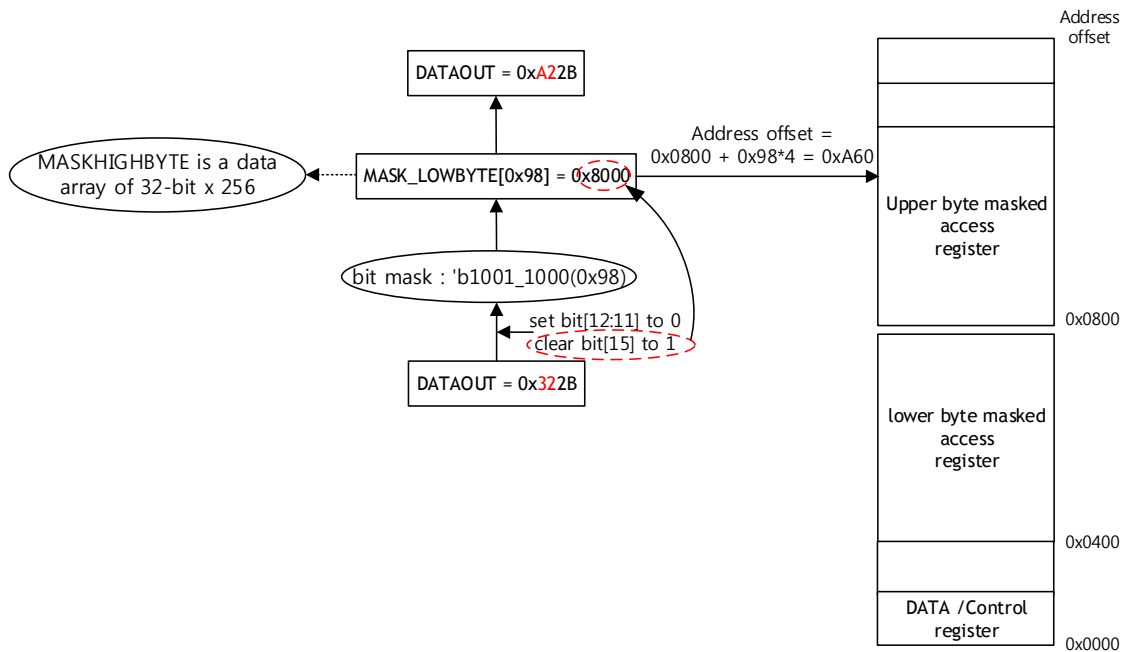 Address
offset
DATAOUT = 0xA22B
Address offset =
0x0800 + 0x98*4 = 0xA60
MASKHIGHBYTE is a data
array of 32-bit x 256
MASK_LOWBYTE[0x98] = 0x8000
Upper byte masked
access
register
bit mask : 'b1001_1000(0x98)
set bit[12:11] to 0
clear bit[15] to 1
0x0800
DATAOUT = 0x322B
lower byte masked
access
register
0x0400
DATA /Control
register
0x0000